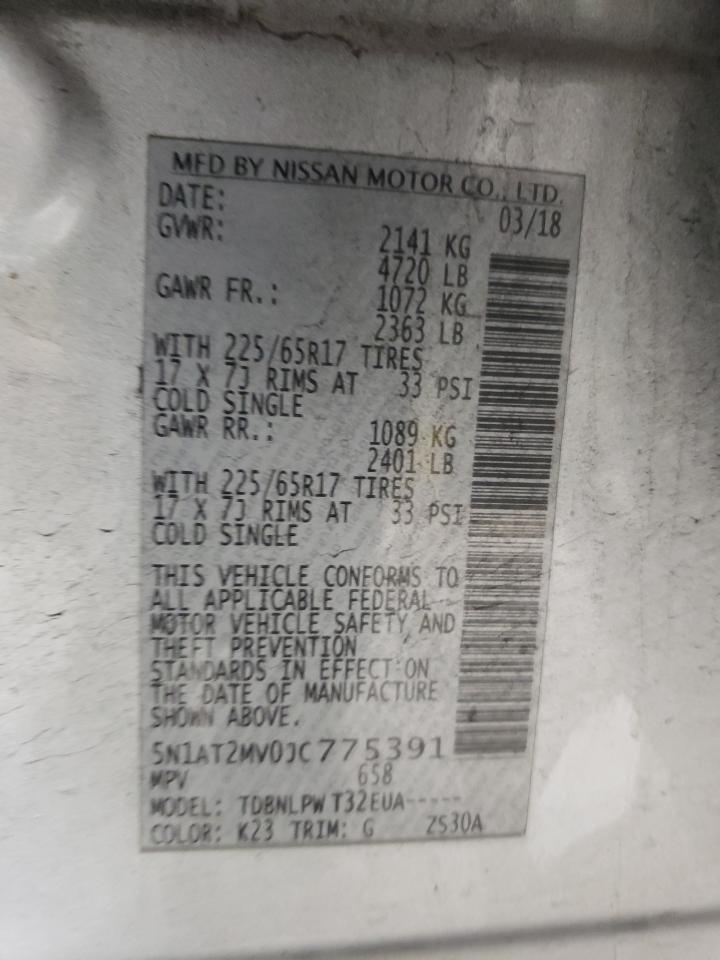 MFD BY NISSAN MOTOR CO., LTD.
DATE: 03/18
GVWR: 2141 KG
4720 LB
GAWR FR.: 1072 KG
2363 LB
WITH 225/65R17 TIRES
17 X 7J RIMS AT 33 PSI
COLD SINGLE
GAWR RR.: 1089 KG
2401 LB
WITH 225/65R17 TIRES
17 X 7J RIMS AT 33 PSI
COLD SINGLE
THIS VEHICLE CONFORMS TO
ALL APPLICABLE FEDERAL
MOTOR VEHICLE SAFETY AND
THEFT PREVENTION
STANDARDS IN EFFECT ON
THE DATE OF MANUFACTURE
SHOWN ABOVE.
5N1AT2MV0JC775391
MPV 658
MODEL: TDBNLPW T32EUA-----
COLOR: K23 TRIM: G ZS30A